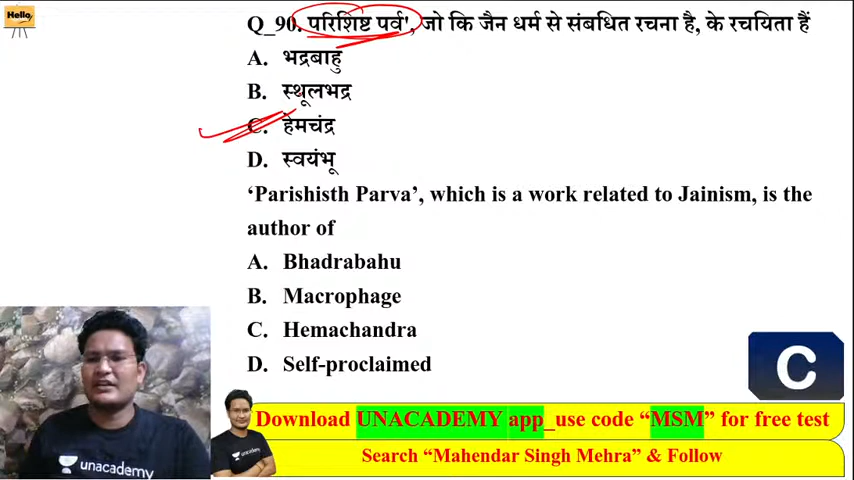 Hello
Q_90. परिशिष्ट पर्व', जो कि जैन धर्म से संबधित रचना है, के रचयिता हैं
A. भद्रबाहु
B. स्थूलभद्र
C. हेमचंद्र
D. स्वयंभू
‘Parishisth Parva’, which is a work related to Jainism, is the
author of
A. Bhadrabahu
B. Macrophage
C. Hemachandra
D. Self-proclaimed
C
unacademy
Download UNACADEMY app_use code “MSM” for free test
Search “Mahendar Singh Mehra” & Follow